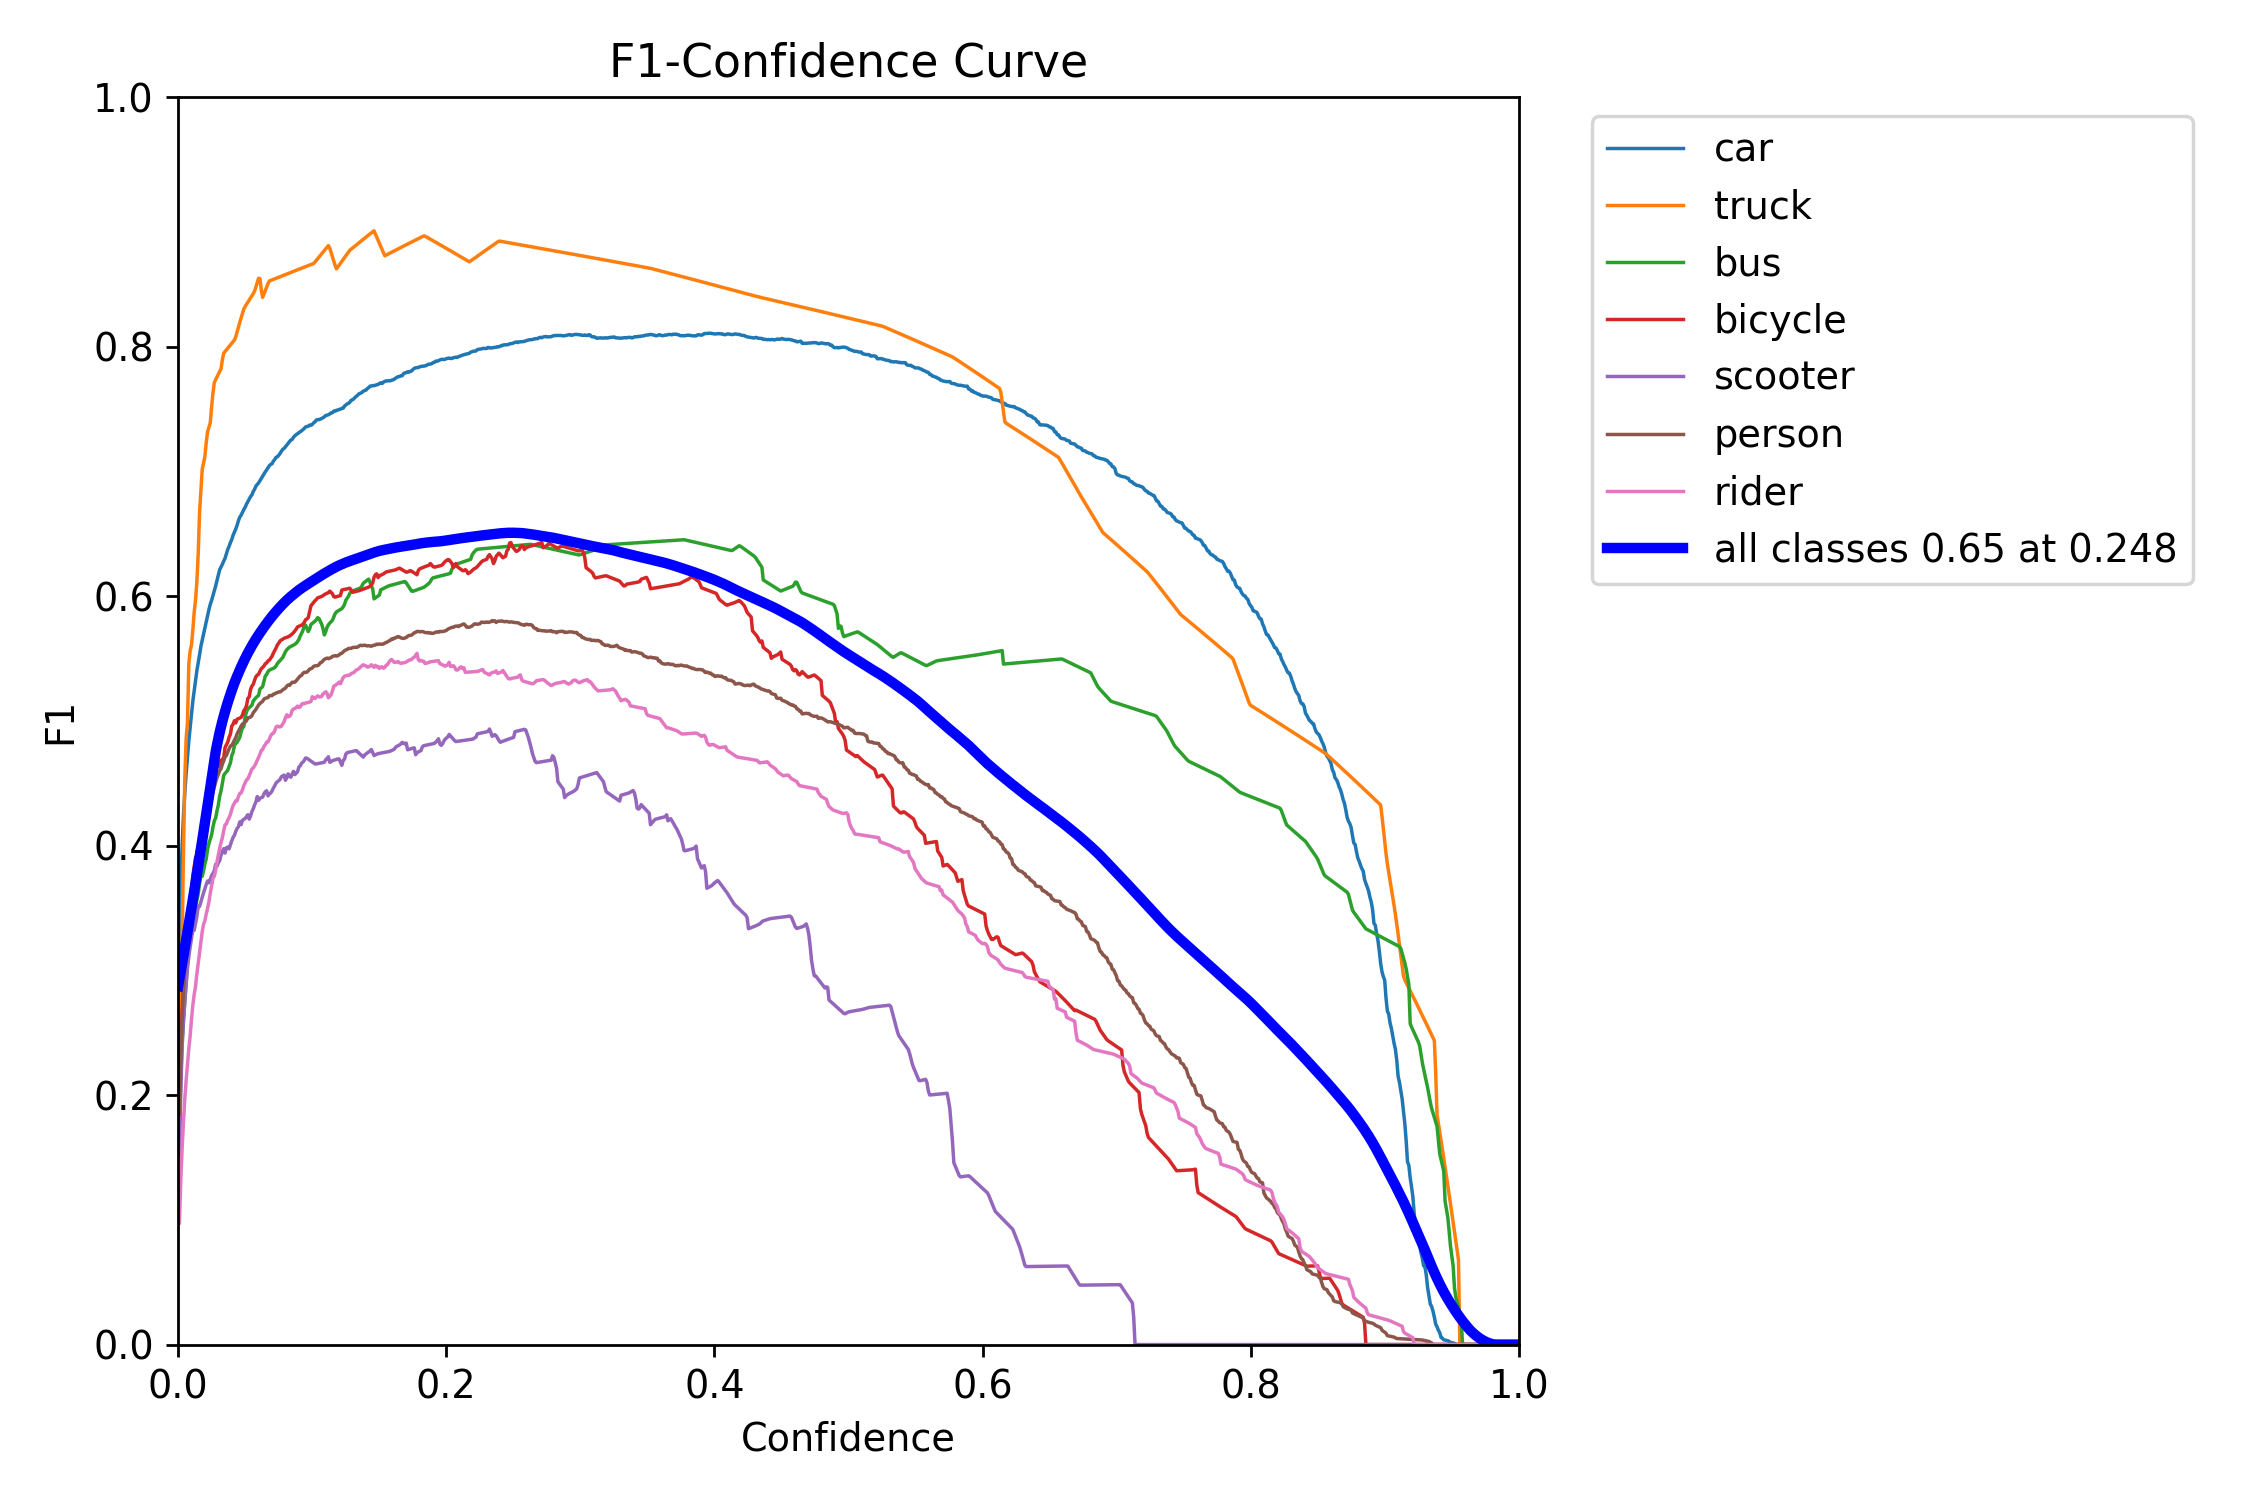 F1-Confidence Curve
1.0
0.8
0.6
0.4
0.2
0.0
F1
0.0 0.2 0.4 0.6 0.8 1.0
Confidence
car
truck
bus
bicycle
scooter
person
rider
all classes 0.65 at 0.248